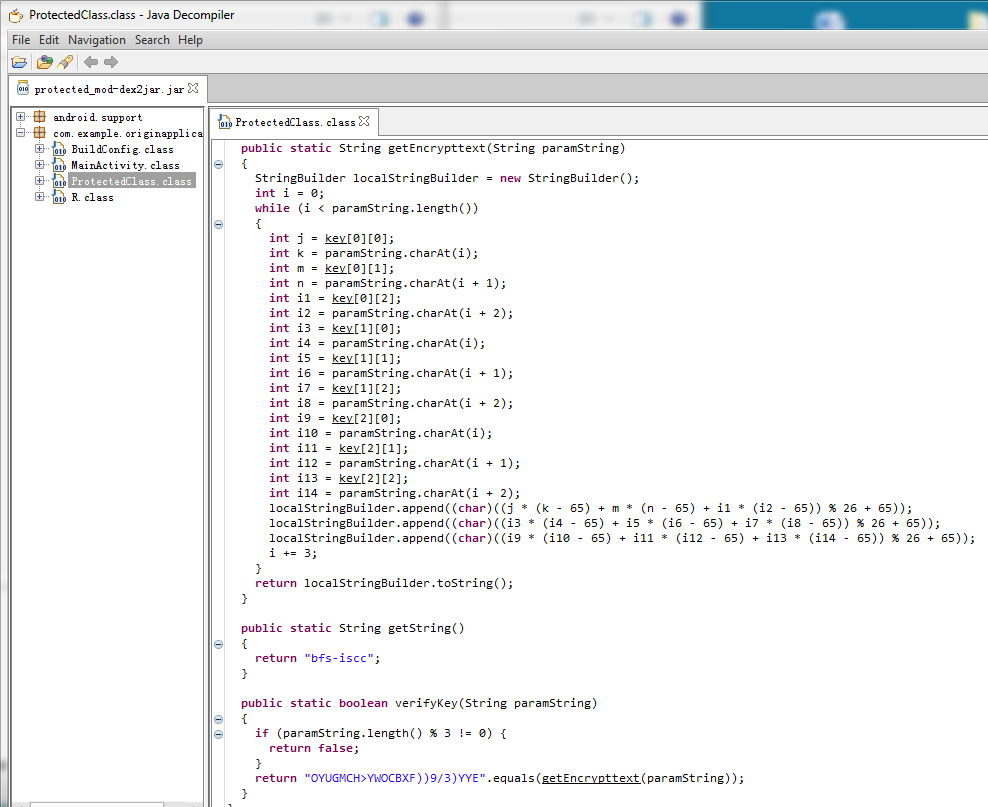 ProtectedClass.class - Java Decompiler
File Edit Navigation Search Help
protected_mod-dex2jar.jar
android.support
com.example.originapplica
BuildConfig.class
MainActivity.class
ProtectedClass.class
R.class
ProtectedClass.class
public static String getEncrypttext(String paramString)
{
StringBuilder localStringBuilder = new StringBuilder();
int i = 0;
while (i < paramString.length())
{
int j = key[0][0];
int k = paramString.charAt(i);
int m = key[0][1];
int n = paramString.charAt(i + 1);
int i1 = key[0][2];
int i2 = paramString.charAt(i + 2);
int i3 = key[1][0];
int i4 = paramString.charAt(i);
int i5 = key[1][1];
int i6 = paramString.charAt(i + 1);
int i7 = key[1][2];
int i8 = paramString.charAt(i + 2);
int i9 = key[2][0];
int i10 = paramString.charAt(i);
int i11 = key[2][1];
int i12 = paramString.charAt(i + 1);
int i13 = key[2][2];
int i14 = paramString.charAt(i + 2);
localStringBuilder.append((char)((j * (k - 65) + m * (n - 65) + i1 * (i2 - 65)) % 26 + 65));
localStringBuilder.append((char)((i3 * (i4 - 65) + i5 * (i6 - 65) + i7 * (i8 - 65)) % 26 + 65));
localStringBuilder.append((char)((i9 * (i10 - 65) + i11 * (i12 - 65) + i13 * (i14 - 65)) % 26 + 65));
i += 3;
}
return localStringBuilder.toString();
}
public static String getString()
{
return "bfs-iscc";
}
public static boolean verifyKey(String paramString)
{
if (paramString.length() % 3 != 0) {
return false;
}
return "OYUGMCH>YWOCBXF))9/3)YYE".equals(getEncrypttext(paramString));
}